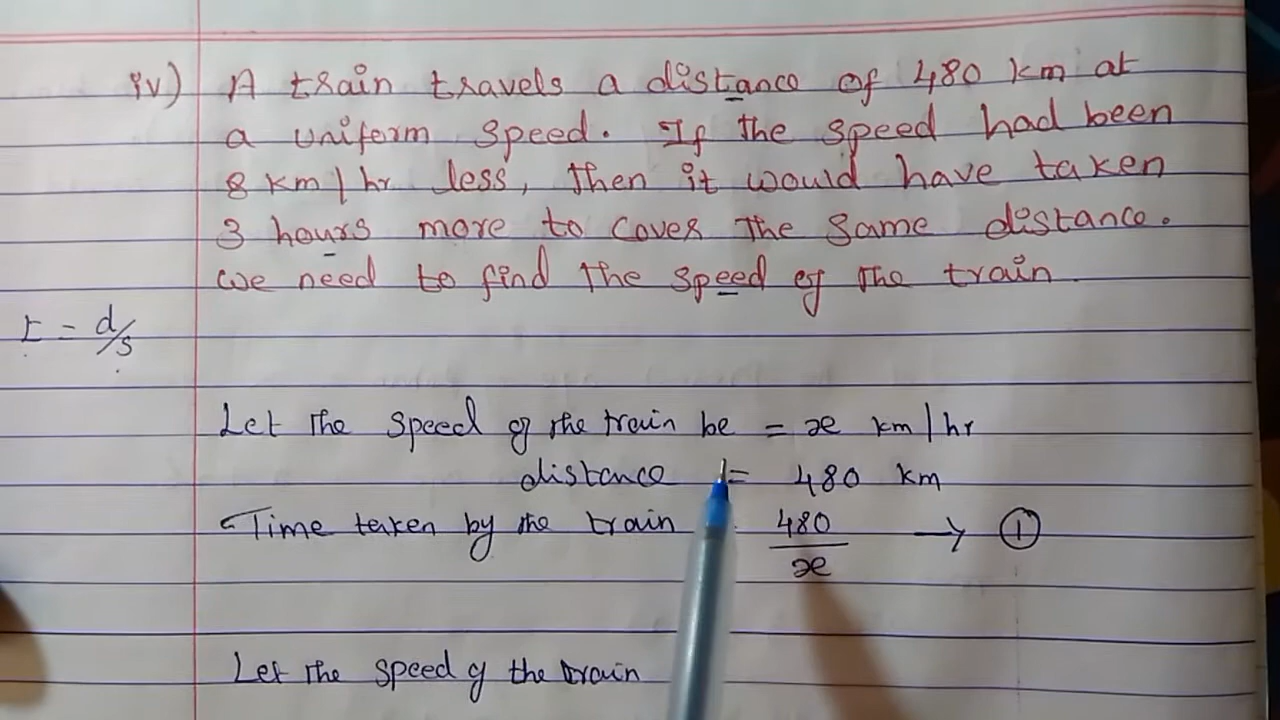 iv) A train travels a distance of 480 km at
a uniform speed. If the speed had been
8 km/hr less, then it would have taken
3 hours more to cover the same distance.
we need to find the speed of the train
t = d/s
Let the speed of the train be = x km/hr
distance = 480 km
Time taken by the train 480/x → ①
Let the speed of the train